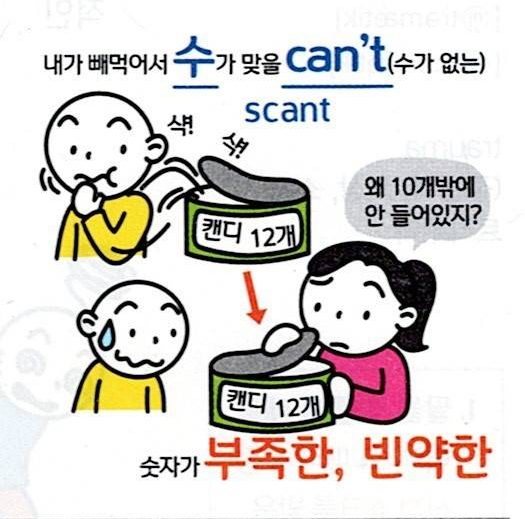 내가 빼먹어서 수가 맞을 can't(수가 없는)
scant
쇽!
쇽!
왜 10개밖에
안 들어있지?
캔디 12개
캔디 12개
숫자가 부족한, 빈약한